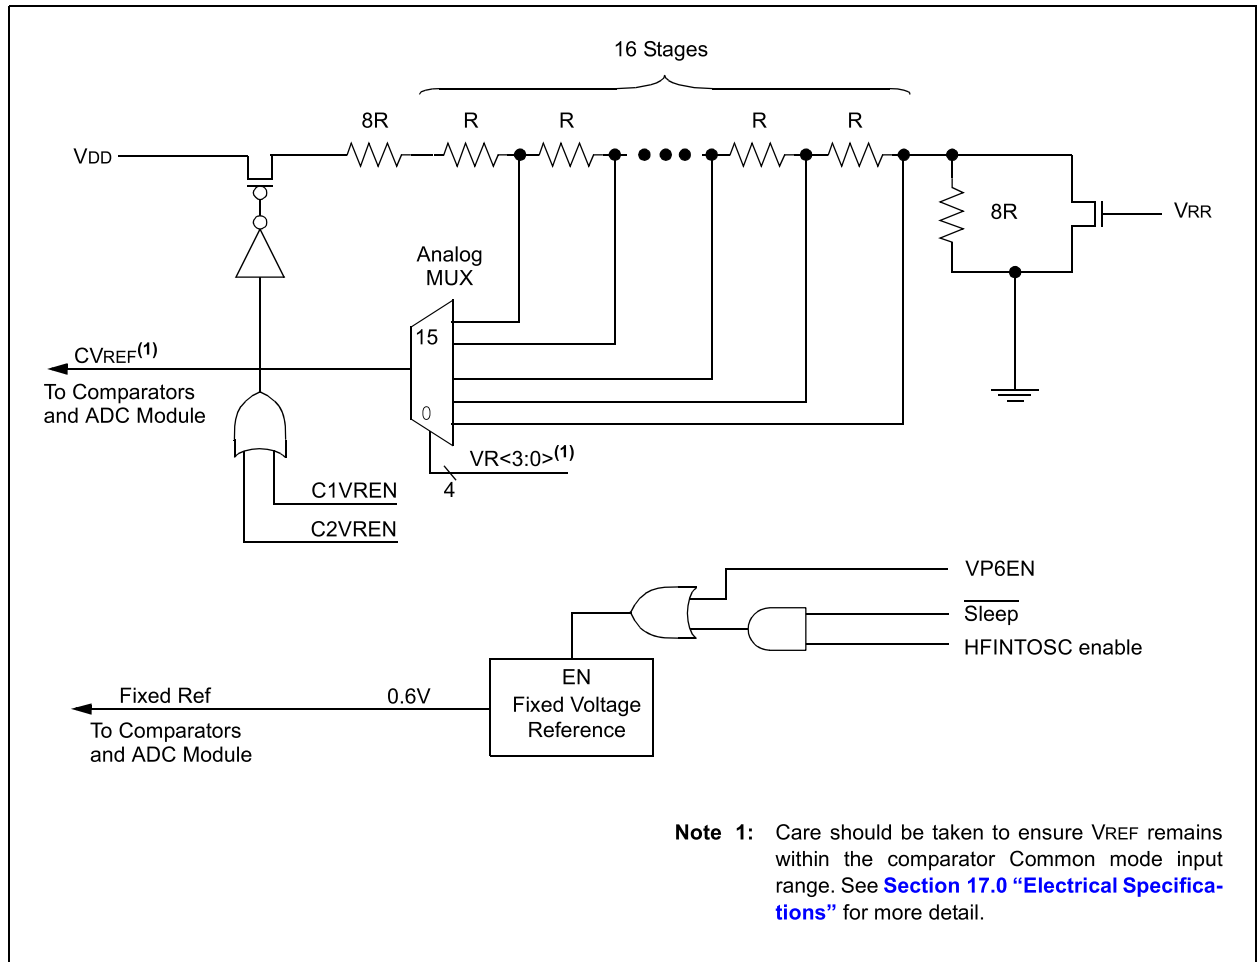 16 Stages
8R R R R R
VDD
8R
VRR
Analog
MUX
15
CVREF(1)
To Comparators
and ADC Module
0
VR<3:0>(1)
4
C1VREN
C2VREN
VP6EN
Sleep
HFINTOSC enable
EN
Fixed Ref 0.6V
Fixed Voltage
Reference
To Comparators
and ADC Module
Note 1: Care should be taken to ensure VREF remains
within the comparator Common mode input
range. See Section 17.0 “Electrical Specifica-
tions” for more detail.